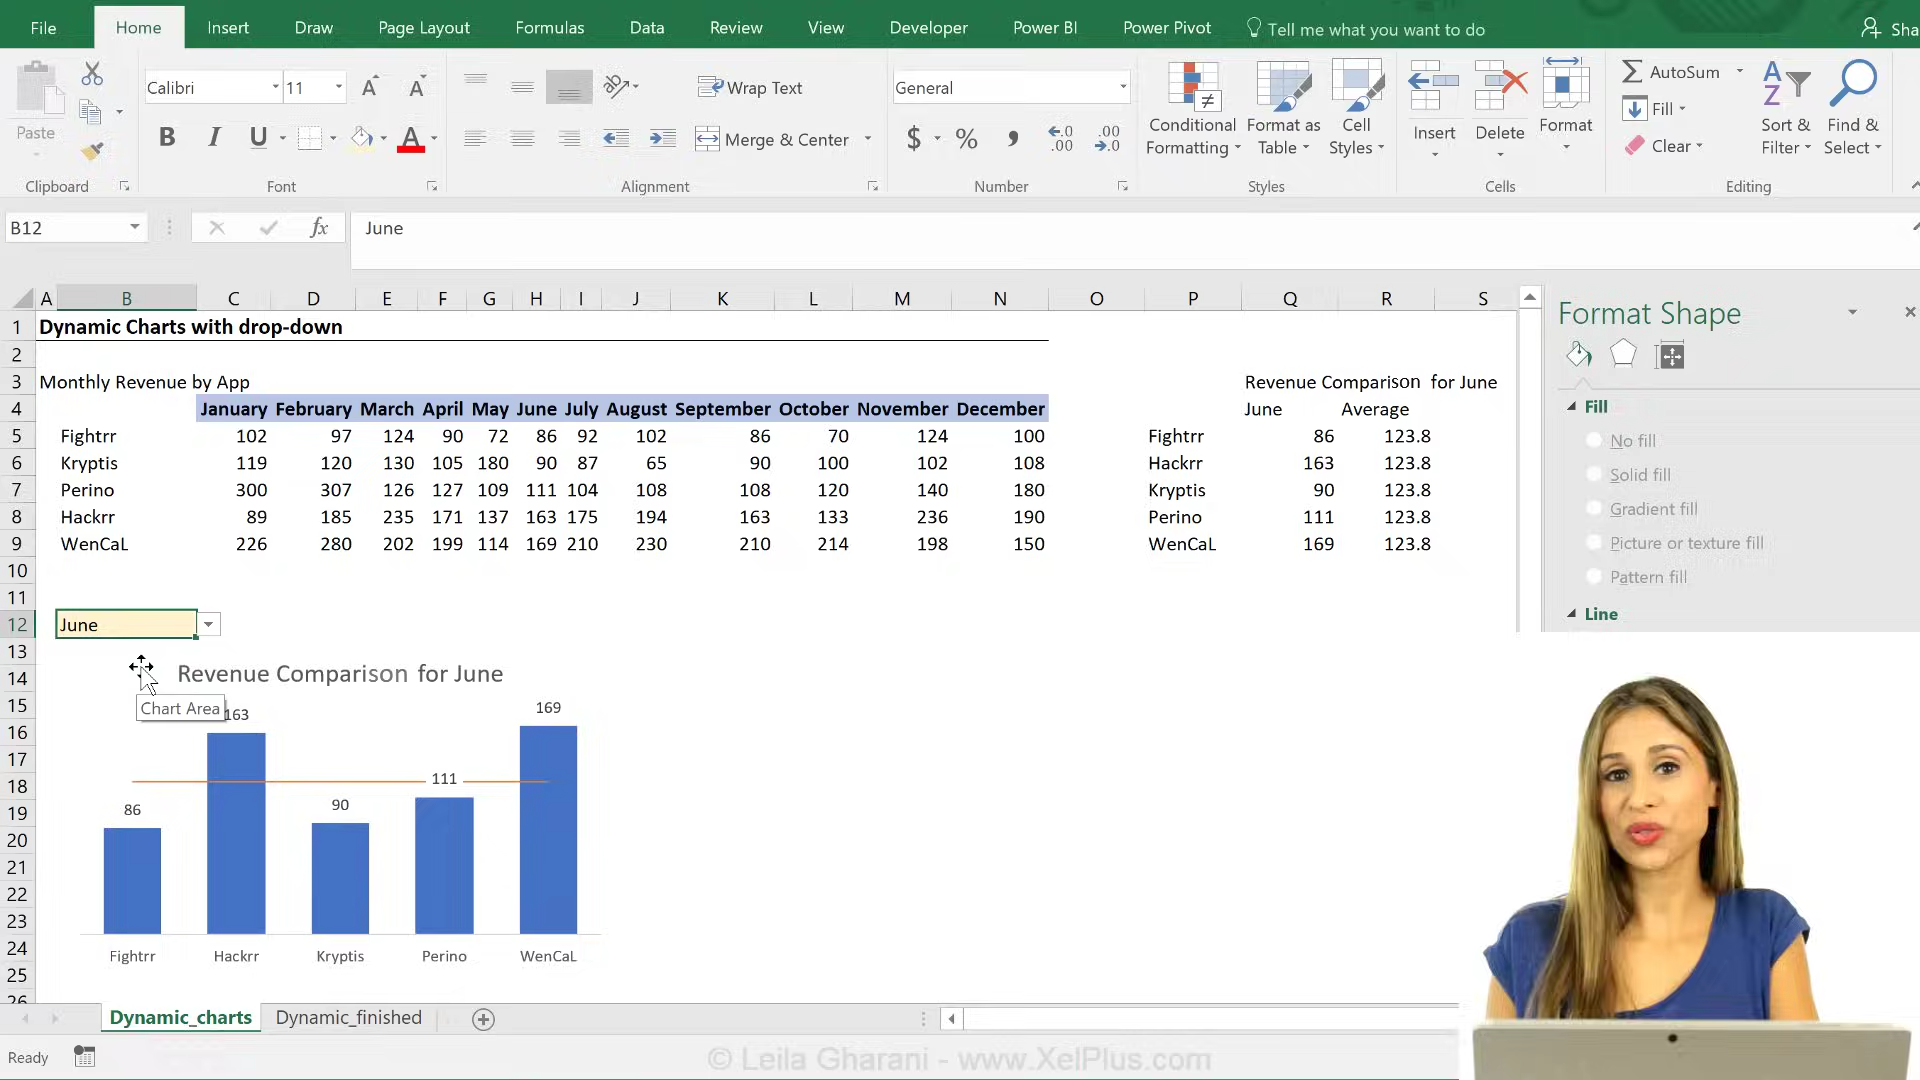 File Home Insert Draw Page Layout Formulas Data Review View Developer Power BI Power Pivot Tell me what you want to do Sha
Calibri 11 Wrap Text General AutoSum
Paste B I U A Merge & Center $ % , Conditional Formatting Format as Table Cell Styles Insert Delete Format Fill Clear Sort & Filter Find & Select
Clipboard Font Alignment Number Styles Cells Editing
B12 fx June
A B C D E F G H I J K L M N O P Q R S
Format Shape
1 Dynamic Charts with drop-down
2
3 Monthly Revenue by App Revenue Comparison for June
4 January February March April May June July August September October November December June Average
5 Fightrr 102 97 124 90 72 86 92 102 86 70 124 100 Fightrr 86 123.8
6 Kryptis 119 120 130 105 180 90 87 65 90 100 102 108 Hackrr 163 123.8
7 Perino 300 307 126 127 109 111 104 108 108 120 140 180 Kryptis 90 123.8
8 Hackrr 89 185 235 171 137 163 175 194 163 133 236 190 Perino 111 123.8
9 WenCaL 226 280 202 199 114 169 210 230 210 214 198 150 WenCaL 169 123.8
10
11
12 June
13
14
15
16
17
18
19
20
21
22
23
24
25
26
Fill
No fill
Solid fill
Gradient fill
Picture or texture fill
Pattern fill
Line
Revenue Comparison for June
Chart Area
163
169
111
86
90
Fightrr Hackrr Kryptis Perino WenCaL
Dynamic_charts Dynamic_finished
Ready
© Leila Gharani - www.XelPlus.com